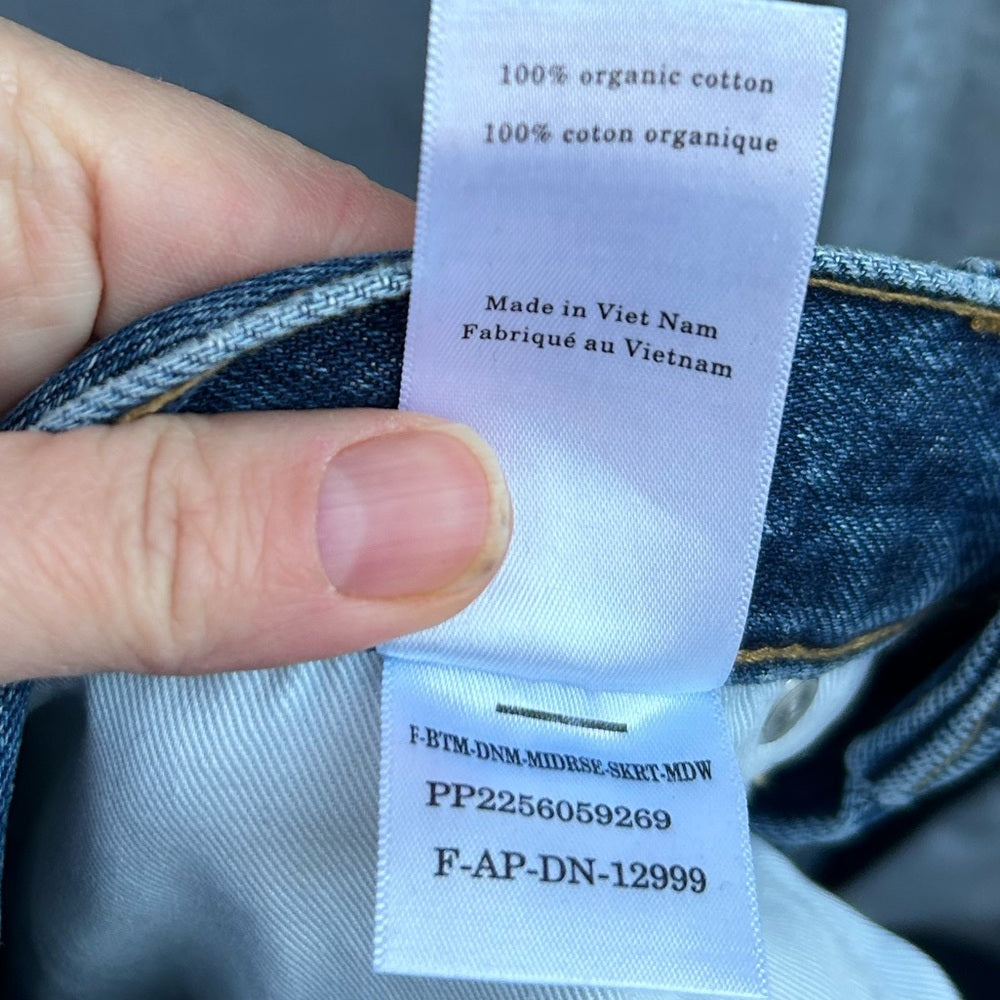 100% organic cotton
100% coton organique
Made in Viet Nam
Fabriqué au Vietnam
F-BTM-DNM-MIDRSE-SKRT-MDW
PP2256059269
F-AP-DN-12999